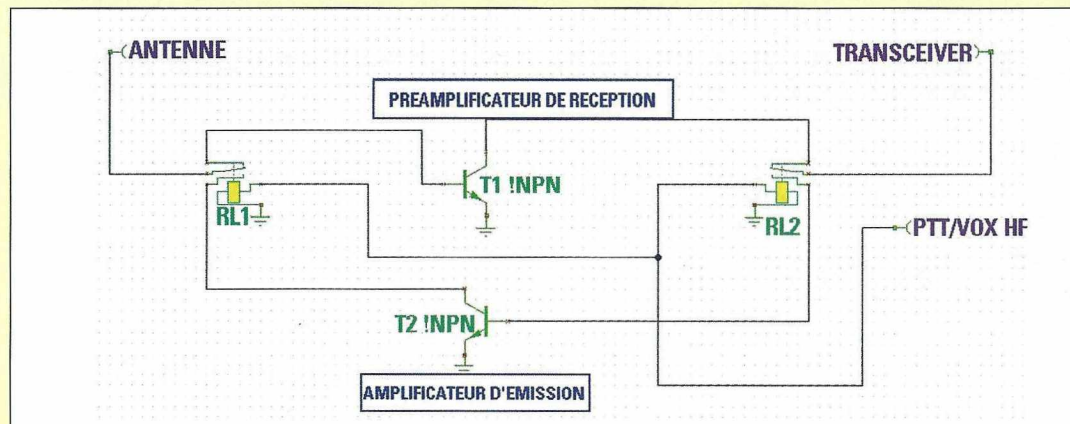 ANTENNE
TRANSCEIVER
PREAMPLIFICATEUR DE RECEPTION
T1 !NPN
RL1
RL2
PTT/VOX HF
T2 !NPN
AMPLIFICATEUR D'EMISSION